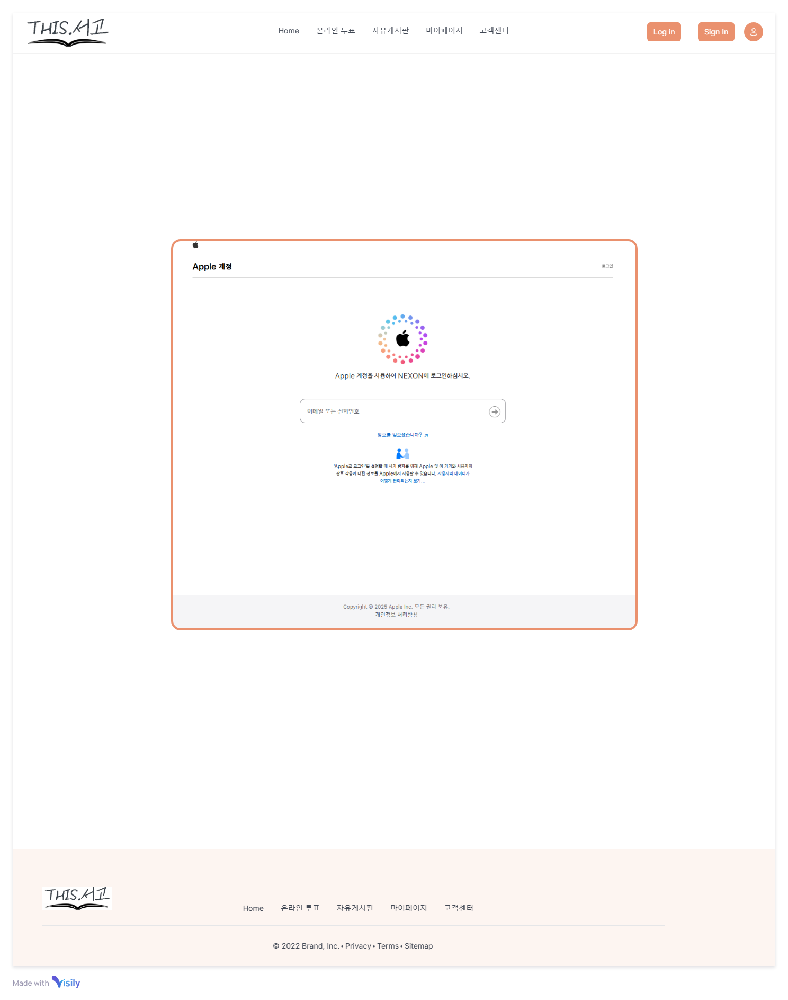 THIS.서고
Home 온라인 투표 자유게시판 마이페이지 고객센터 Log in Sign In
Apple 계정 로그인
Apple 계정을 사용하여 NEXON에 로그인하십시오.
이메일 또는 전화번호
암호를 잊으셨습니까? ↗
‘Apple로 로그인’을 설정할 때 사기 방지를 위해 Apple 및 이 기기와 사용자의
상호 작용에 대한 정보를 Apple에서 사용할 수 있습니다. 사용자의 데이터가
어떻게 관리되는지 보기...
Copyright © 2025 Apple Inc. 모든 권리 보유.
개인정보 처리방침
THIS.서고
Home 온라인 투표 자유게시판 마이페이지 고객센터
© 2022 Brand, Inc. • Privacy • Terms • Sitemap
Made with Visily